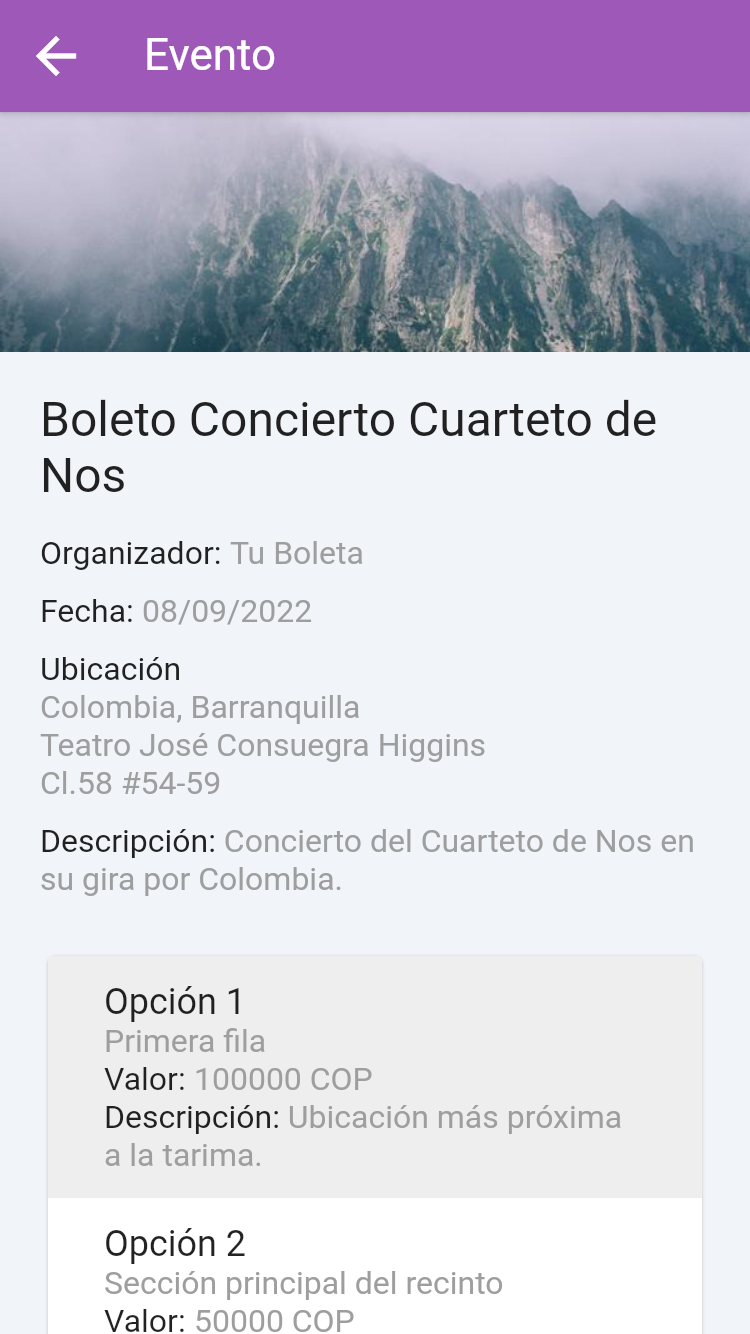 Evento
Boleto Concierto Cuarteto de
Nos
Organizador: Tu Boleta
Fecha: 08/09/2022
Ubicación
Colombia, Barranquilla
Teatro José Consuegra Higgins
Cl.58 #54-59
Descripción: Concierto del Cuarteto de Nos en
su gira por Colombia.
Opción 1
Primera fila
Valor: 100000 COP
Descripción: Ubicación más próxima
a la tarima.
Opción 2
Sección principal del recinto
Valor: 50000 COP